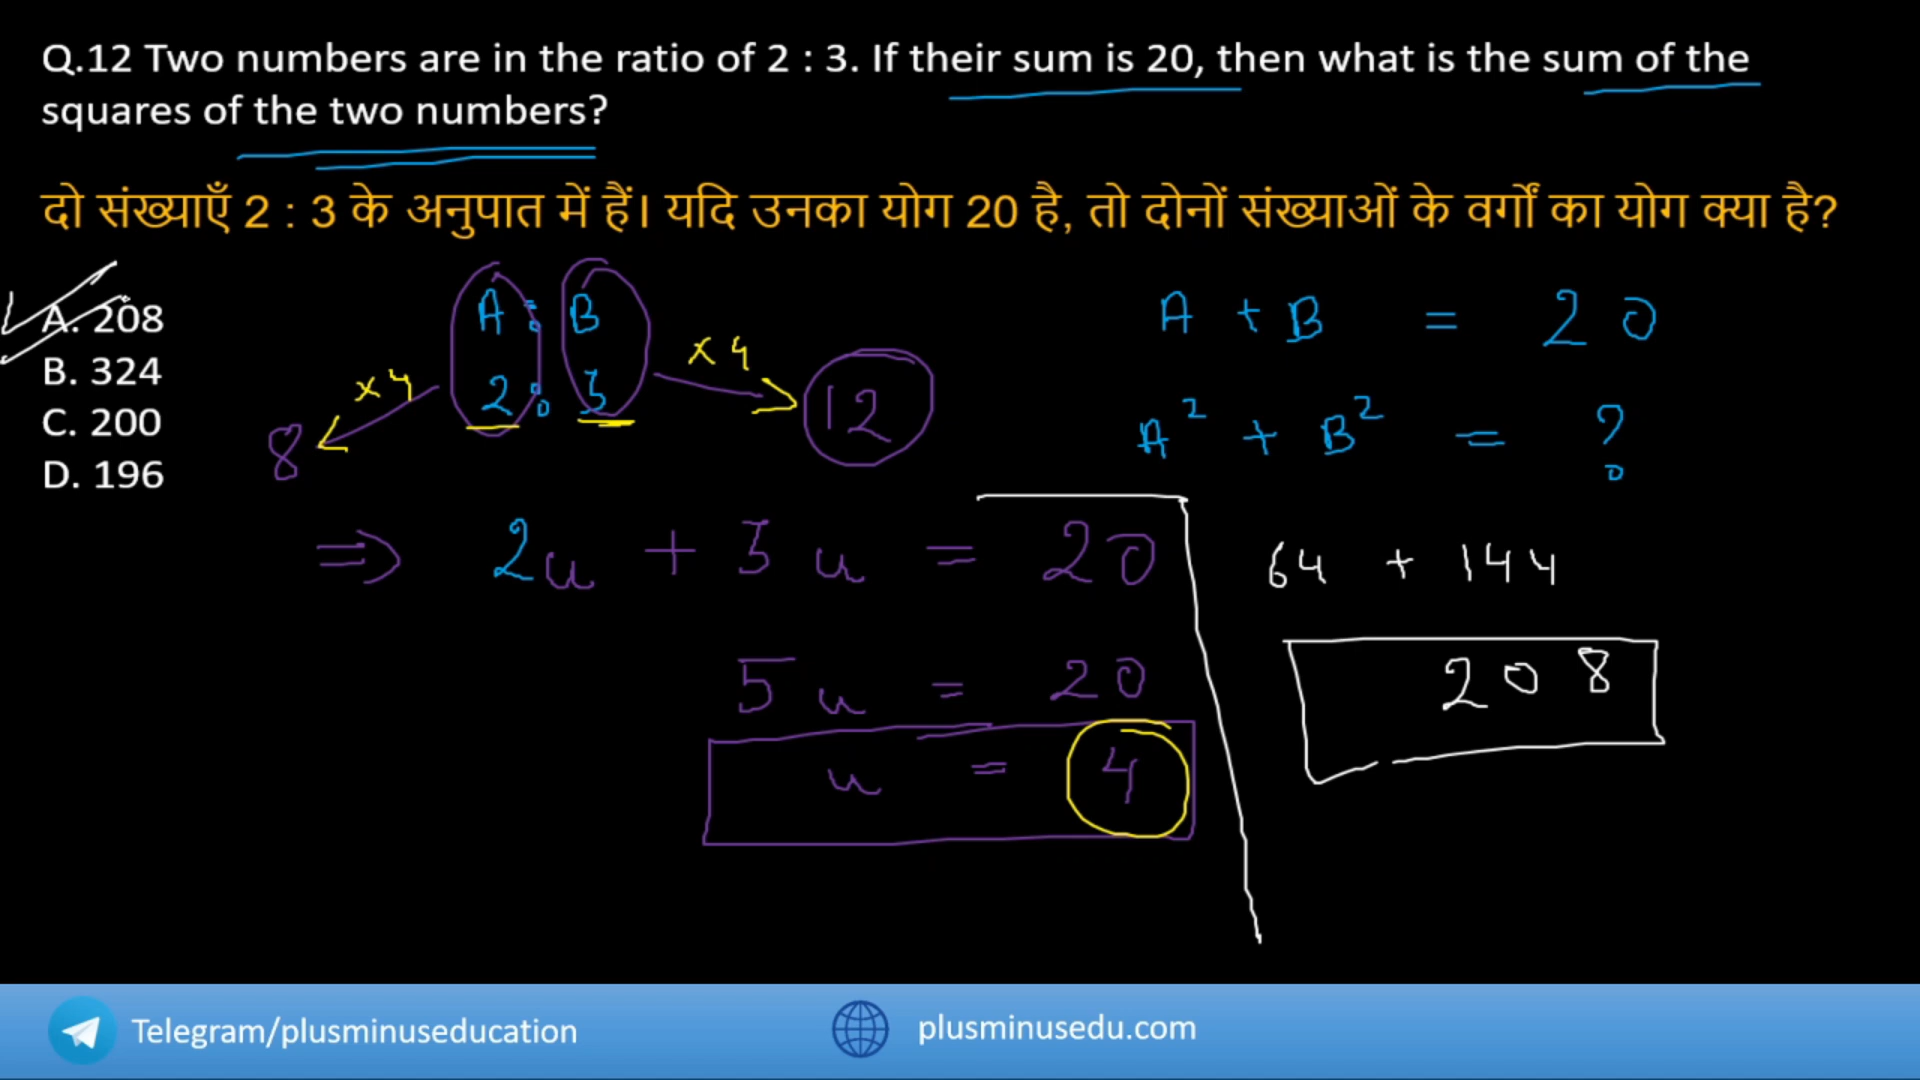 Q.12 Two numbers are in the ratio of 2 : 3. If their sum is 20, then what is the sum of the
squares of the two numbers?
दो संख्याएँ 2 : 3 के अनुपात में हैं। यदि उनका योग 20 है, तो दोनों संख्याओं के वर्गों का योग क्या है?
A. 208
B. 324
C. 200
D. 196
A : B
2 : 3
×4
8
×4
12
A + B = 20
A² + B² = ?
⇒ 2u + 3u = 20
5u = 20
u = 4
64 + 144
208
Telegram/plusminuseducation
plusminusedu.com